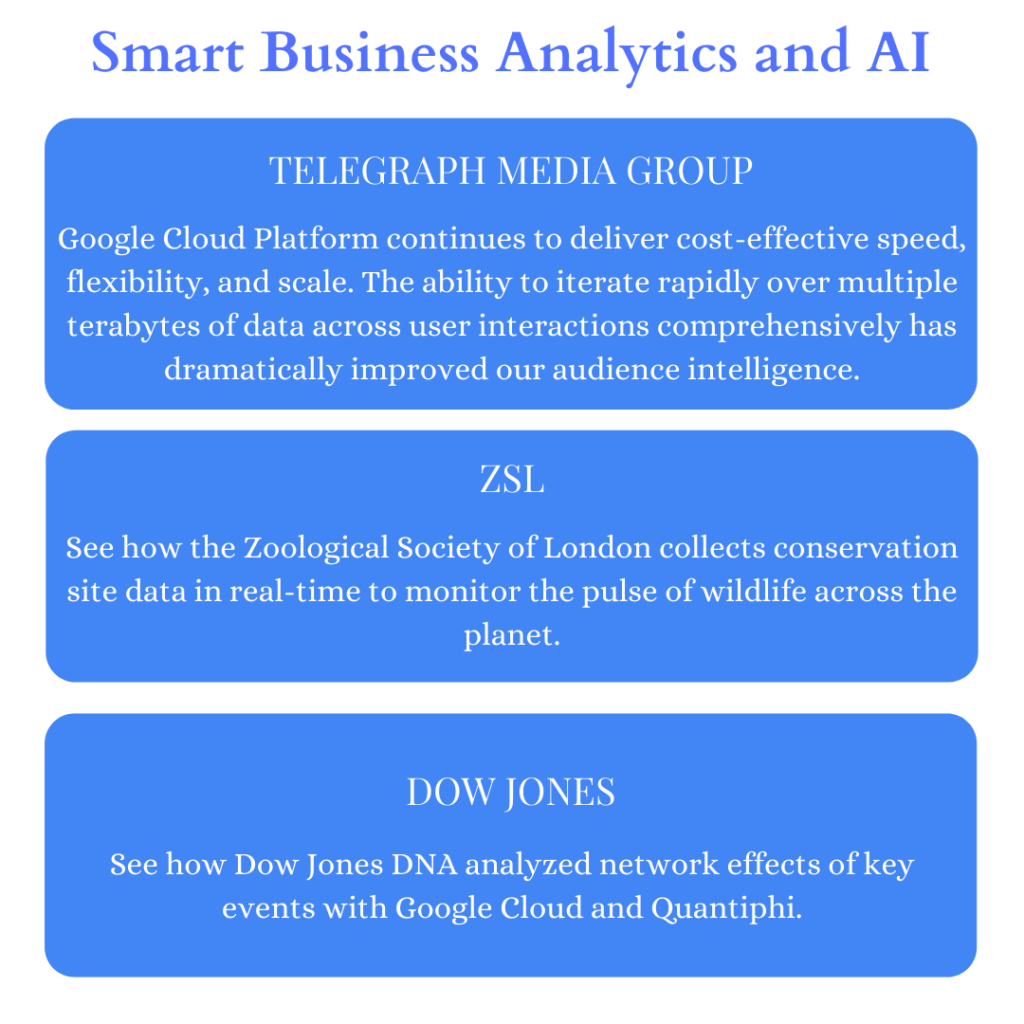 Smart Business Analytics and AI
TELEGRAPH MEDIA GROUP
Google Cloud Platform continues to deliver cost-effective speed,
flexibility, and scale. The ability to iterate rapidly over multiple
terabytes of data across user interactions comprehensively has
dramatically improved our audience intelligence.
ZSL
See how the Zoological Society of London collects conservation
site data in real-time to monitor the pulse of wildlife across the
planet.
DOW JONES
See how Dow Jones DNA analyzed network effects of key
events with Google Cloud and Quantiphi.